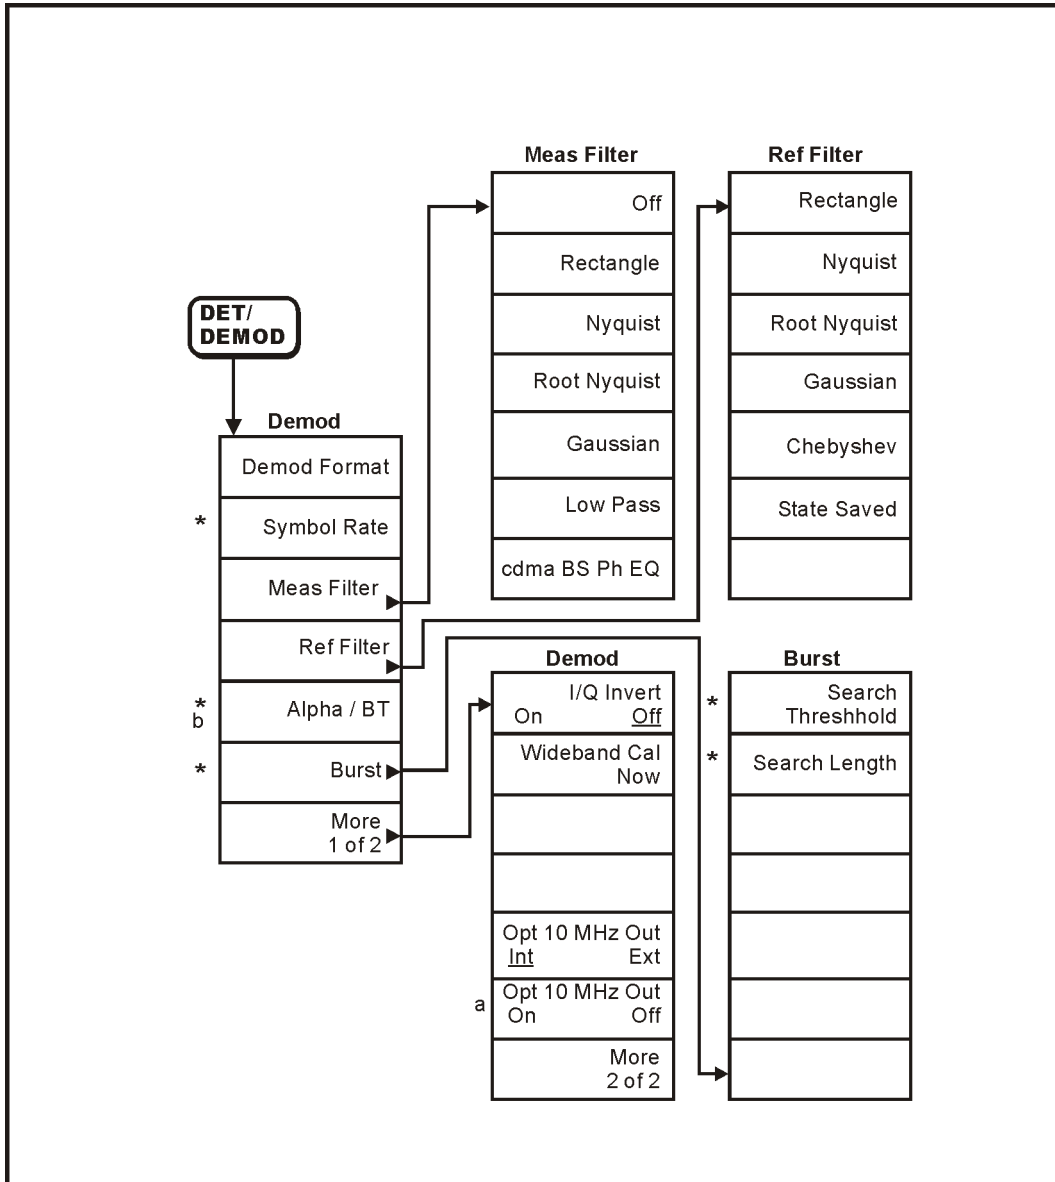 Meas Filter
Off
Rectangle
Nyquist
Root Nyquist
Gaussian
Low Pass
cdma BS Ph EQ
Ref Filter
Rectangle
Nyquist
Root Nyquist
Gaussian
Chebyshev
State Saved
DET/
DEMOD
Demod
Demod Format
* Symbol Rate
Meas Filter
Ref Filter
* Alpha / BT
b
* Burst
More
1 of 2
Demod
I/Q Invert
On Off
Wideband Cal
Now
Opt 10 MHz Out
Int Ext
a Opt 10 MHz Out
On Off
More
2 of 2
Burst
* Search
Threshhold
* Search Length